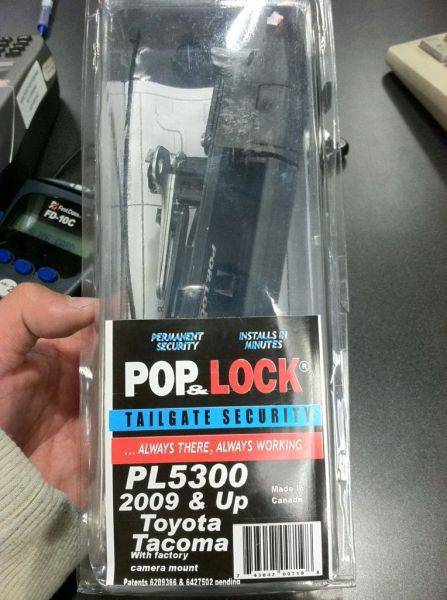 FD-10C
PERMANENT SECURITY
INSTALLS IN MINUTES
POP & LOCK®
TAILGATE SECURITY
... ALWAYS THERE, ALWAYS WORKING
PL5300
2009 & Up
Toyota
Tacoma
Made In
Canada
With factory
camera mount
Patents 6209366 & 6427502 pending